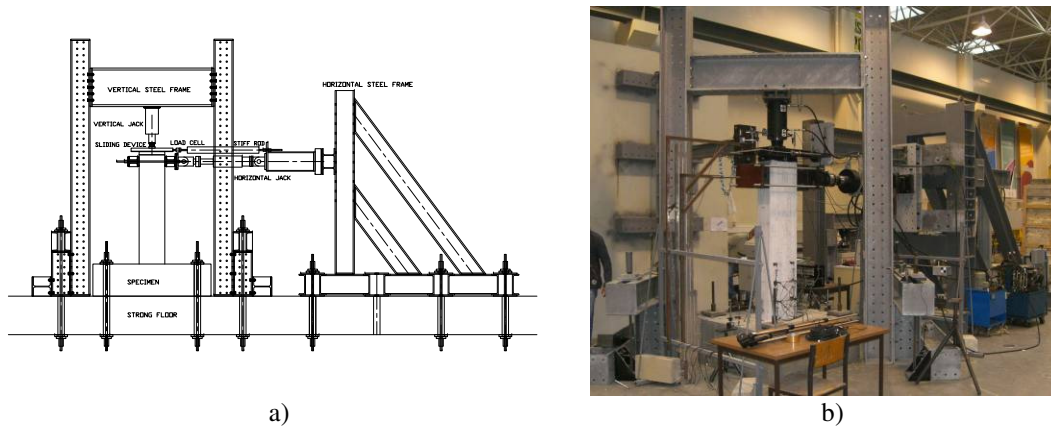 HORIZONTAL STEEL FRAME
VERTICAL STEEL FRAME
VERTICAL JACK
SLIDING DEVICE
LOAD CELL
STIFF ROD
HORIZONTAL JACK
SPECIMEN
STRONG FLOOR
a)
b)